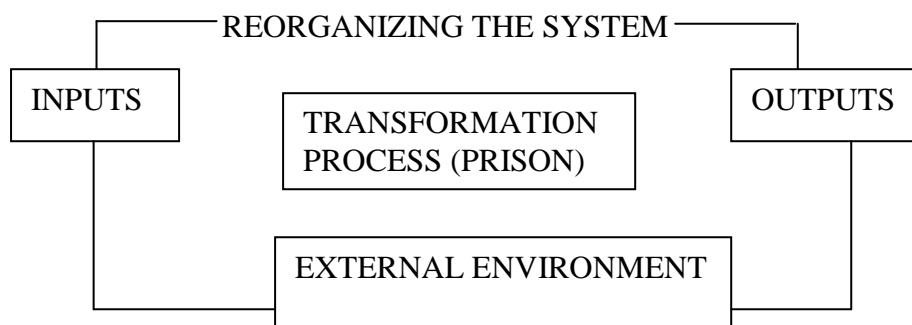 REORGANIZING THE SYSTEM
INPUTS
TRANSFORMATION
PROCESS (PRISON)
OUTPUTS
EXTERNAL ENVIRONMENT